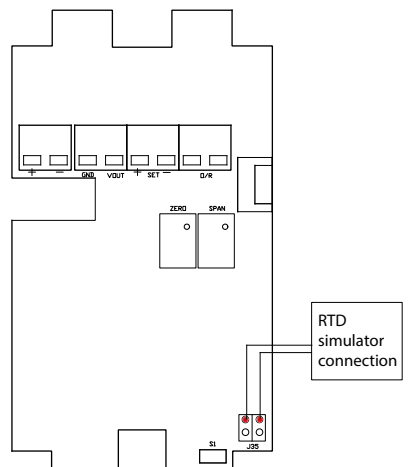 + − GND VOUT + SET − O/R
ZERO SPAN
RTD
simulator
connection
S1 J35